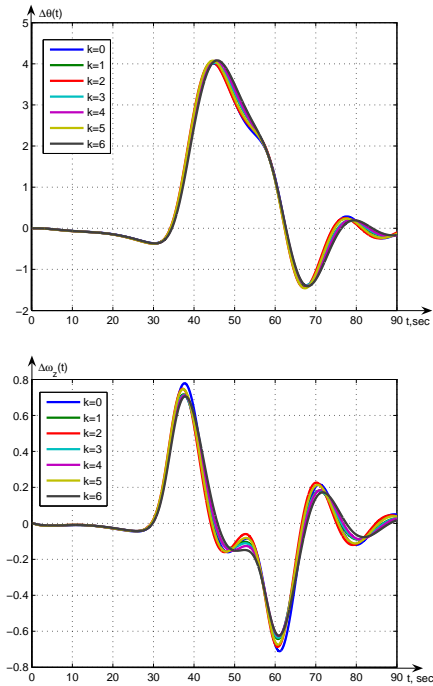 Δθ(t)
5
4
3
2
1
0
−1
−2
k=0
k=1
k=2
k=3
k=4
k=5
k=6
0 10 20 30 40 50 60 70 80 90
t,sec
Δω_z(t)
0.8
0.6
0.4
0.2
0
−0.2
−0.4
−0.6
−0.8
k=0
k=1
k=2
k=3
k=4
k=5
k=6
0 10 20 30 40 50 60 70 80 90
t, sec